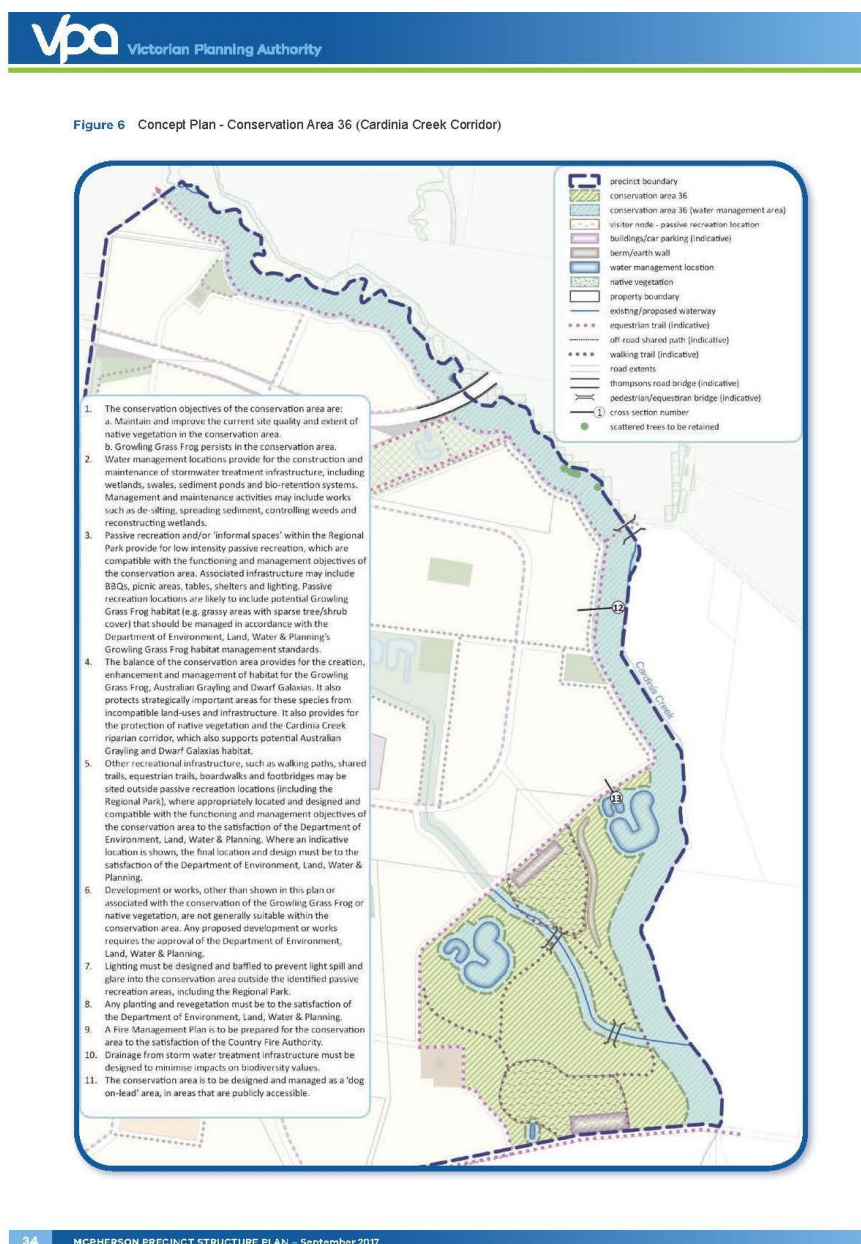 vpa Victorian Planning Authority
Figure 6 Concept Plan - Conservation Area 36 (Cardinia Creek Corridor)
precinct boundary
conservation area 36
conservation area 36 (water management area)
visitor node - passive recreation location
buildings/car parking (indicative)
berm/earth wall
water management location
native vegetation
property boundary
existing/proposed waterway
equestrian trail (indicative)
off-road shared path (indicative)
walking trail (indicative)
road extents
thompsons road bridge (indicative)
pedestrian/equestiran bridge (indicative)
1 cross section number
scattered trees to be retained
1. The conservation objectives of the conservation area are:
a. Maintain and improve the current site quality and extent of
native vegetation in the conservation area.
b. Growling Grass Frog persists in the conservation area.
2. Water management locations provide for the construction and
maintenance of stormwater treatment infrastructure, including
wetlands, swales, sediment ponds and bio-retention systems.
Management and maintenance activities may include works
such as de-silting, spreading sediment, controlling weeds and
reconstructing wetlands.
3. Passive recreation and/or 'informal spaces' within the Regional
Park provide for low intensity passive recreation, which are
compatible with the functioning and management objectives of
the conservation area. Associated infrastructure may include
BBQs, picnic areas, tables, shelters and lighting. Passive
recreation locations are likely to include potential Growling
Grass Frog habitat (e.g. grassy areas with sparse tree/shrub
cover) that should be managed in accordance with the
Department of Environment, Land, Water & Planning's
Growling Grass Frog habitat management standards.
4. The balance of the conservation area provides for the creation,
enhancement and management of habitat for the Growling
Grass Frog, Australian Grayling and Dwarf Galaxias. It also
protects strategically important areas for these species from
incompatible land-uses and infrastructure. It also provides for
the protection of native vegetation and the Cardinia Creek
riparian corridor, which also supports potential Australian
Grayling and Dwarf Galaxias habitat.
5. Other recreational infrastructure, such as walking paths, shared
trails, equestrian trails, boardwalks and footbridges may be
sited outside passive recreation locations (including the
Regional Park), where appropriately located and designed and
compatible with the functioning and management objectives of
the conservation area to the satisfaction of the Department of
Environment, Land, Water & Planning. Where an indicative
location is shown, the final location and design must be to the
satisfaction of the Department of Environment, Land, Water &
Planning.
6. Development or works, other than shown in this plan or
associated with the conservation of the Growling Grass Frog or
native vegetation, are not generally suitable within the
conservation area. Any proposed development or works
requires the approval of the Department of Environment,
Land, Water & Planning.
7. Lighting must be designed and baffled to prevent light spill and
glare into the conservation area outside the identified passive
recreation areas, including the Regional Park.
8. Any planting and revegetation must be to the satisfaction of
the Department of Environment, Land, Water & Planning.
9. A Fire Management Plan is to be prepared for the conservation
area to the satisfaction of the Country Fire Authority.
10. Drainage from storm water treatment infrastructure must be
designed to minimise impacts on biodiversity values.
11. The conservation area is to be designed and managed as a 'dog
on-lead' area, in areas that are publicly accessible.
12
Cardinia Creek
13
34 MCPHERSON PRECINCT STRUCTURE PLAN – September 2017